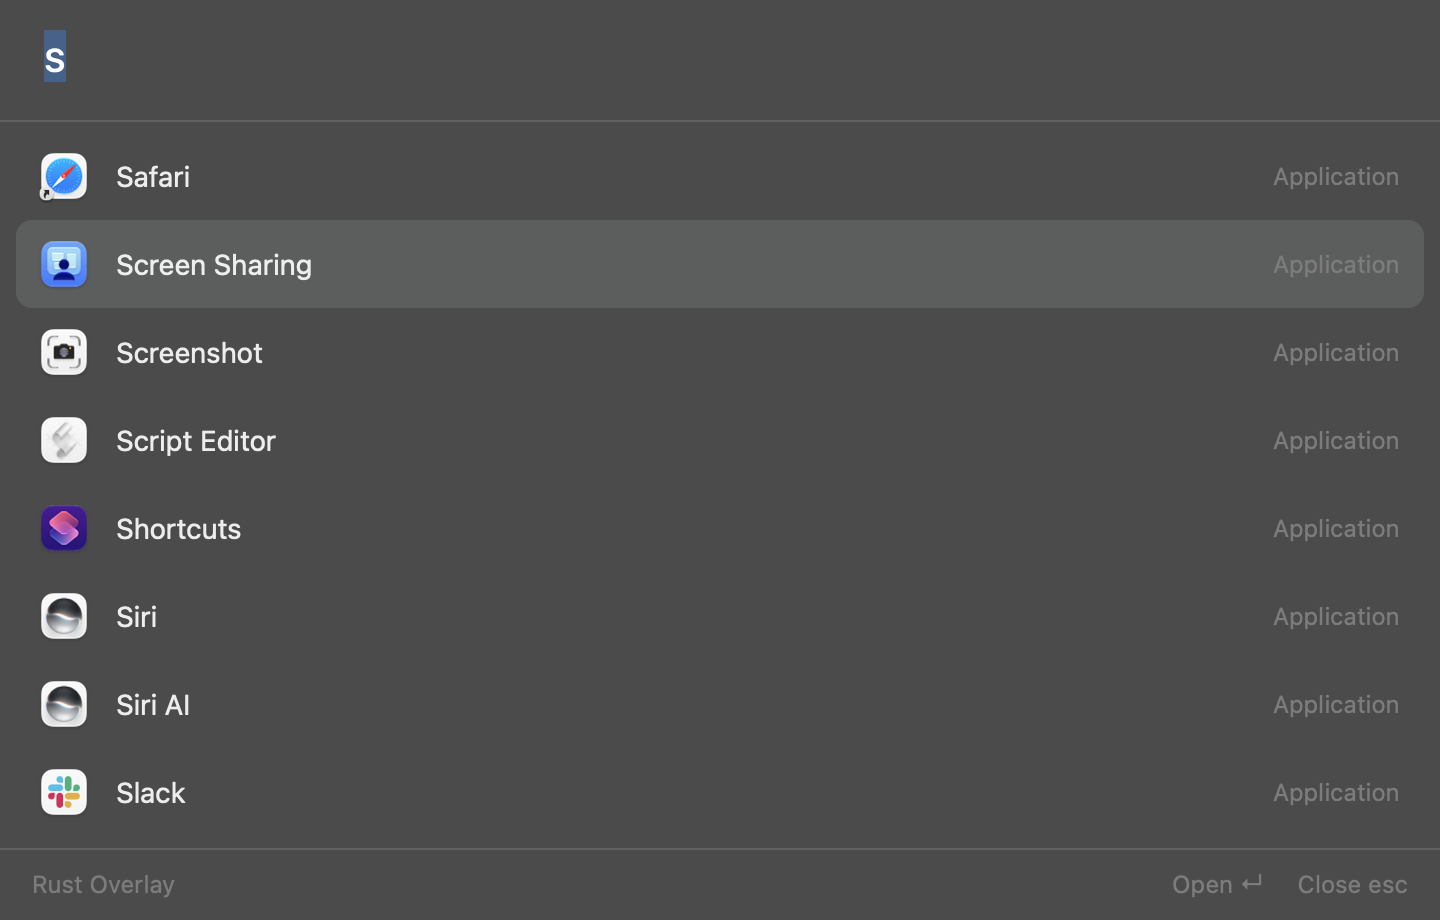 s
Safari Application
Screen Sharing Application
Screenshot Application
Script Editor Application
Shortcuts Application
Siri Application
Siri AI Application
Slack Application
Rust Overlay Open ↵ Close esc